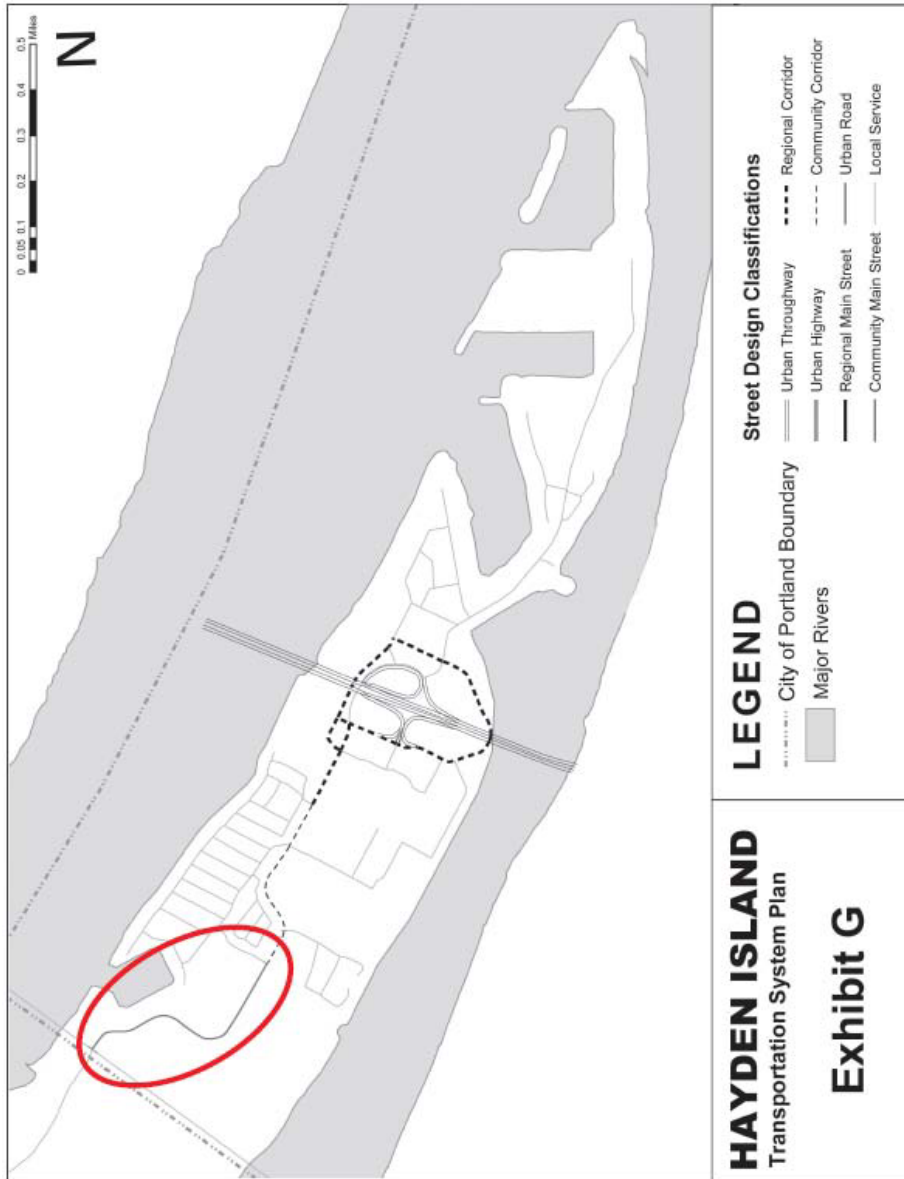 0 0.05 0.1 0.2 0.3 0.4 0.5
Miles
N
HAYDEN ISLAND
Transportation System Plan
Exhibit G
LEGEND
City of Portland Boundary
Major Rivers
Street Design Classifications
Urban Throughway
Urban Highway
Regional Main Street
Community Main Street
Regional Corridor
Community Corridor
Urban Road
Local Service